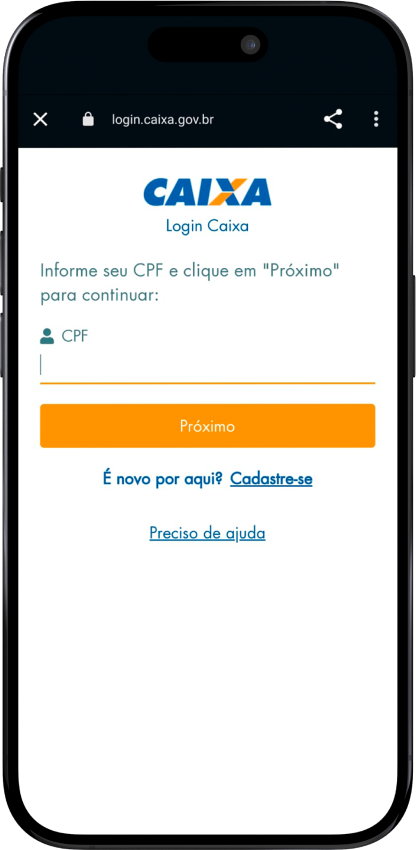 login.caixa.gov.br
CAIXA
Login Caixa
Informe seu CPF e clique em "Próximo"
para continuar:
CPF
Próximo
É novo por aqui? Cadastre-se
Preciso de ajuda